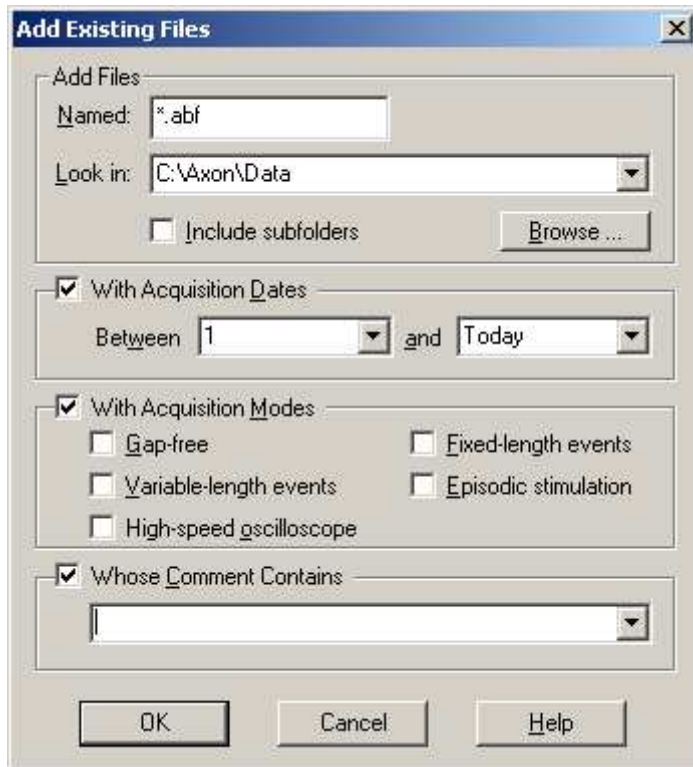 Add Existing Files
Add Files
Named: *.abf
Look in: C:\Axon\Data
Include subfolders Browse ...
With Acquisition Dates
Between 1 and Today
With Acquisition Modes
Gap-free Fixed-length events
Variable-length events Episodic stimulation
High-speed oscilloscope
Whose Comment Contains
OK Cancel Help